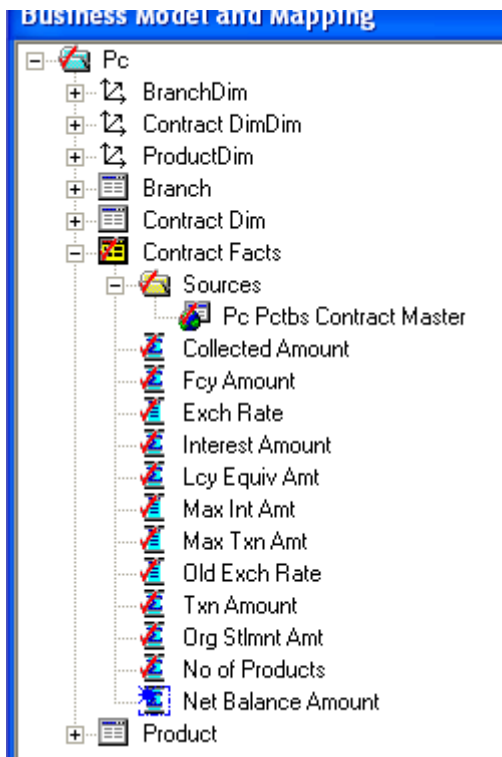 Business Model and Mapping
Pc
BranchDim
Contract DimDim
ProductDim
Branch
Contract Dim
Contract Facts
Sources
Pc Pctbs Contract Master
Collected Amount
Fcy Amount
Exch Rate
Interest Amount
Lcy Equiv Amt
Max Int Amt
Max Txn Amt
Old Exch Rate
Txn Amount
Org Stlmnt Amt
No of Products
Net Balance Amount
Product